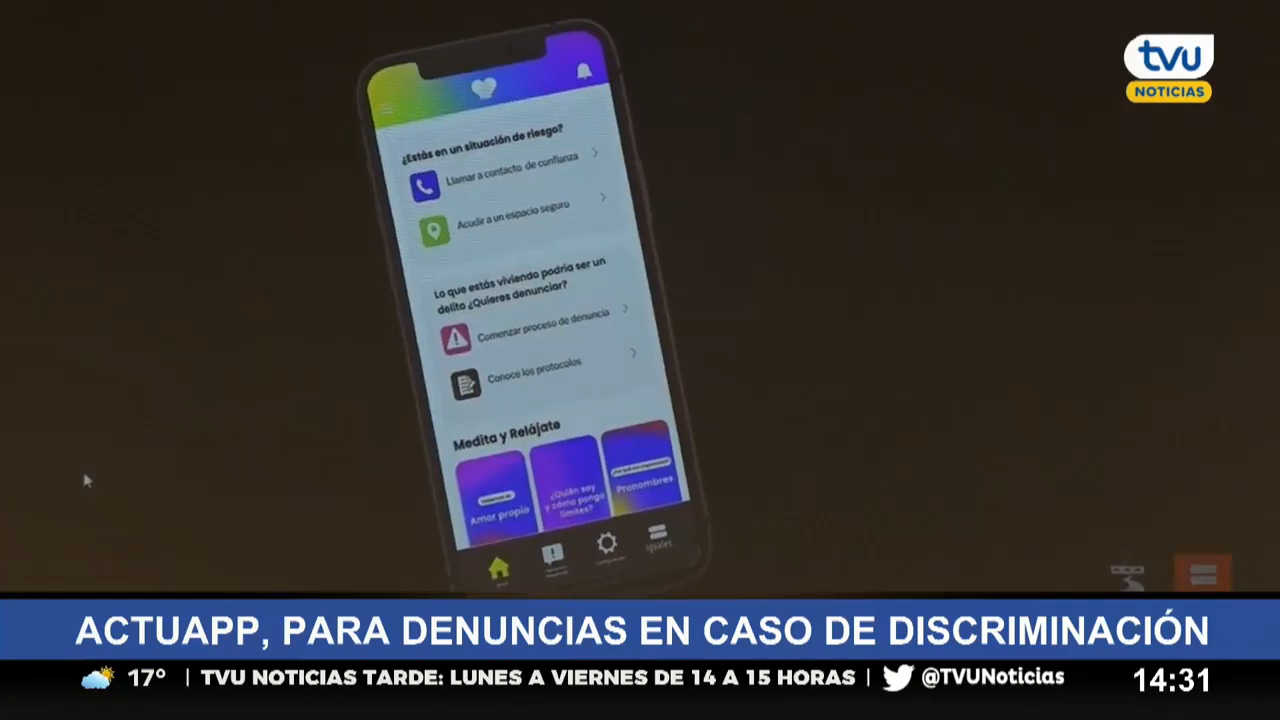 tvu
NOTICIAS
¿Estás en un situación de riesgo?
Llamar a contacto de confianza
Acudir a un espacio seguro
Lo que estás viviendo podría ser un
delito ¿Quieres denunciar?
Comenzar proceso de denuncia
Conoce los protocolos
Medita y Relájate
Amor propio
¿Quién soy
y cómo pongo
límites?
Pronombres
iguales
ACTUAPP, PARA DENUNCIAS EN CASO DE DISCRIMINACIÓN
17° | TVU NOTICIAS TARDE: LUNES A VIERNES DE 14 A 15 HORAS | @TVUNoticias
14:31